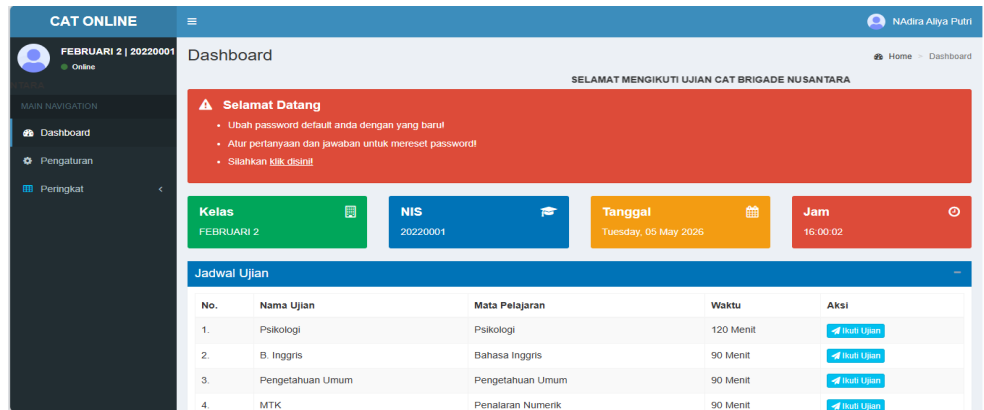 CAT ONLINE
NAdira Aliya Putri
FEBRUARI 2 | 20220001
Online
MAIN NAVIGATION
Dashboard
Pengaturan
Peringkat
Dashboard
Home > Dashboard
SELAMAT MENGIKUTI UJIAN CAT BRIGADE NUSANTARA
Selamat Datang
• Ubah password default anda dengan yang baru!
• Atur pertanyaan dan jawaban untuk mereset password!
• Silahkan klik disini!
Kelas
FEBRUARI 2
NIS
20220001
Tanggal
Tuesday, 05 May 2026
Jam
16:00:02
Jadwal Ujian
No. Nama Ujian Mata Pelajaran Waktu Aksi
1. Psikologi Psikologi 120 Menit Ikuti Ujian
2. B. Inggris Bahasa Inggris 90 Menit Ikuti Ujian
3. Pengetahuan Umum Pengetahuan Umum 90 Menit Ikuti Ujian
4. MTK Penalaran Numerik 90 Menit Ikuti Ujian